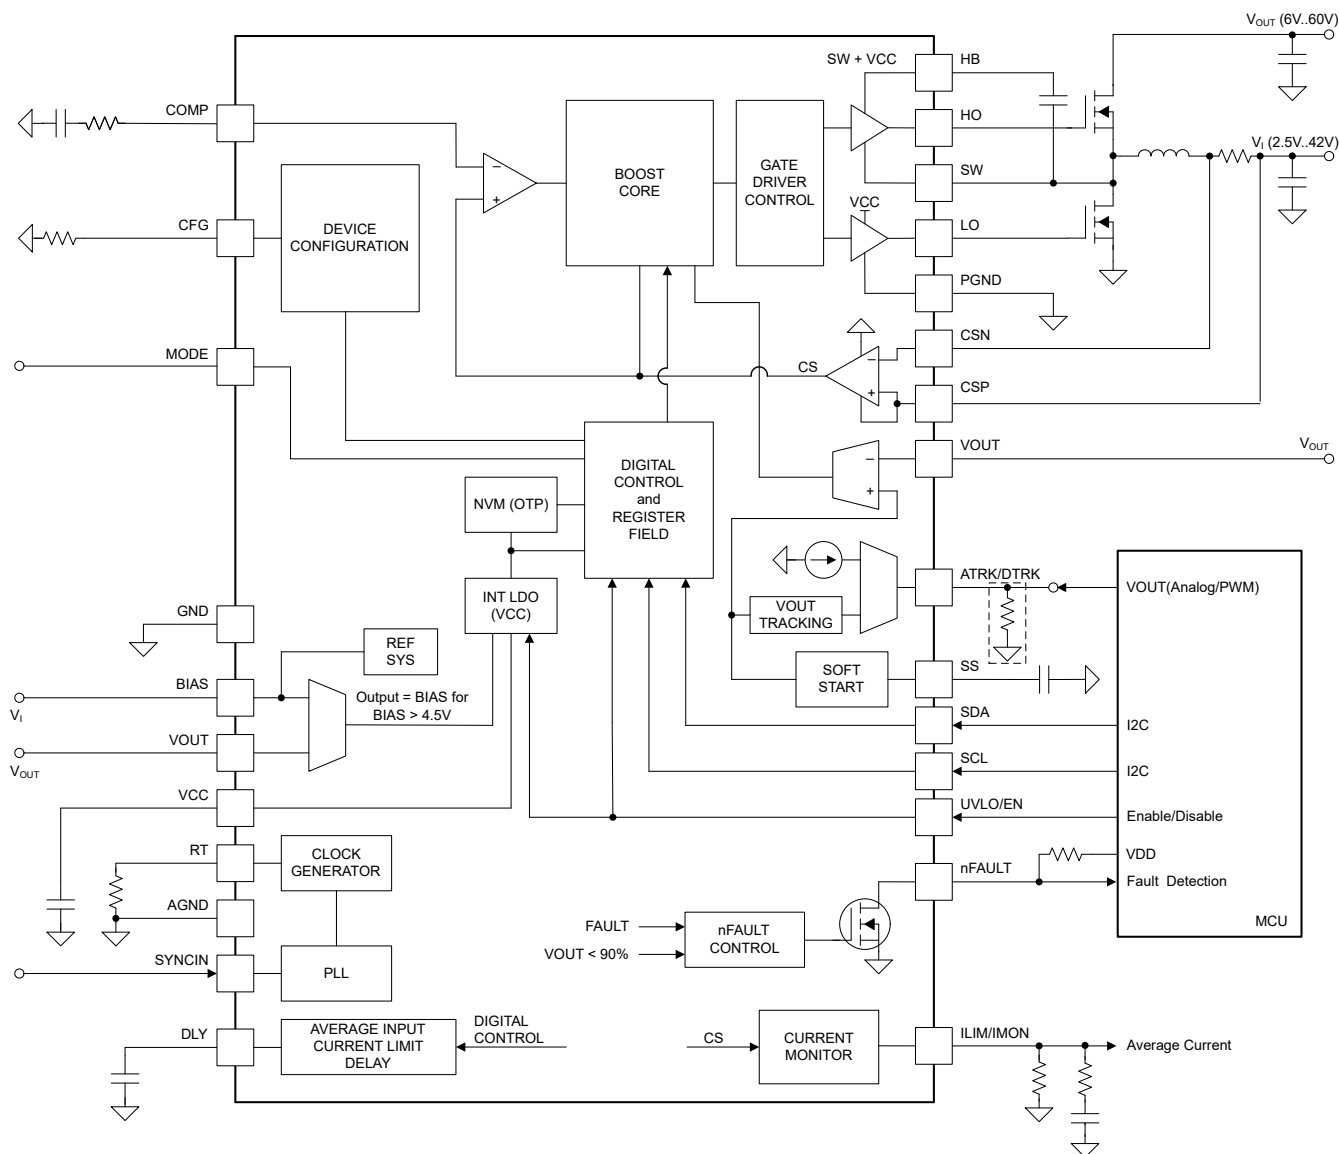 V_OUT (6V..60V)
SW + VCC
HB
COMP
HO
V_I (2.5V..42V)
BOOST
CORE
GATE
DRIVER
CONTROL
SW
CFG
DEVICE
CONFIGURATION
VCC
LO
PGND
CSN
MODE
CS
CSP
VOUT
V_OUT
DIGITAL
CONTROL
and
REGISTER
FIELD
NVM (OTP)
INT LDO
(VCC)
ATRK/DTRK
VOUT(Analog/PWM)
VOUT
TRACKING
GND
REF
SYS
SOFT
START
SS
BIAS
V_I
Output = BIAS for
BIAS > 4.5V
SDA
I2C
VOUT
V_OUT
SCL
I2C
VCC
UVLO/EN
Enable/Disable
RT
CLOCK
GENERATOR
VDD
nFAULT
Fault Detection
MCU
AGND
FAULT
VOUT < 90%
nFAULT
CONTROL
SYNCIN
PLL
DLY
AVERAGE INPUT
CURRENT LIMIT
DELAY
DIGITAL
CONTROL
CS
CURRENT
MONITOR
ILIM/IMON
Average Current